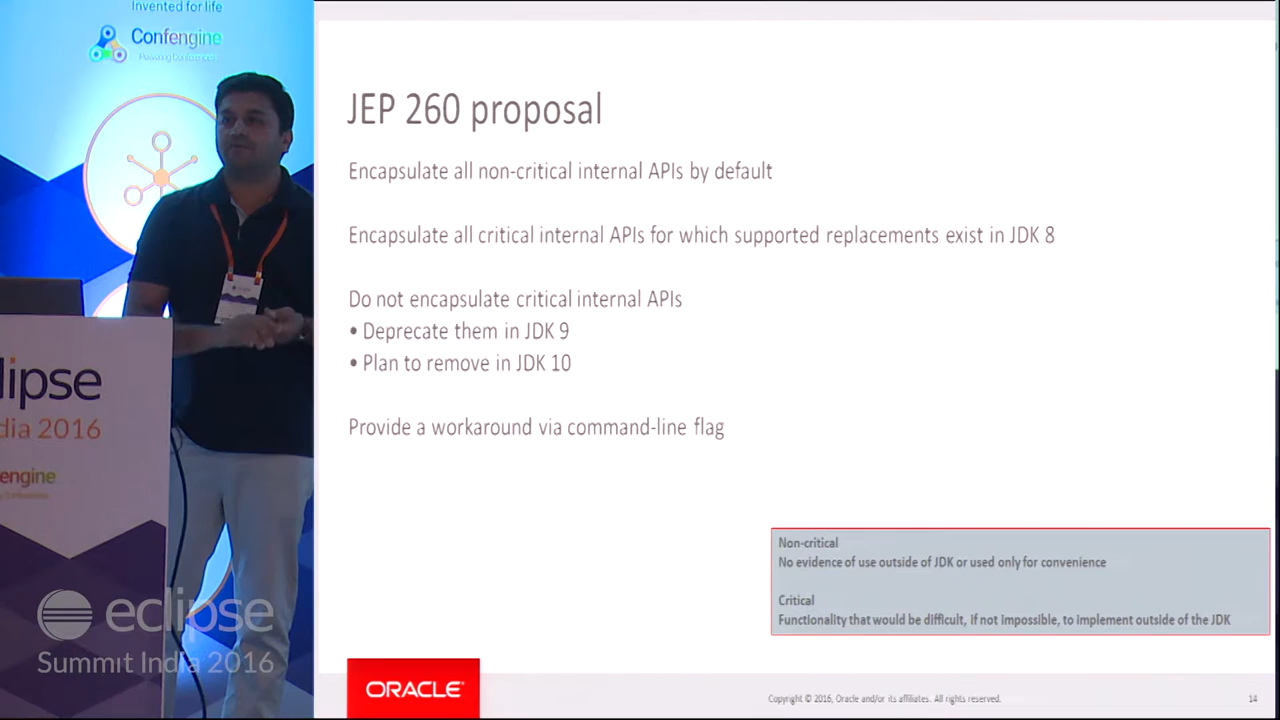 Invented for life
Confengine
JEP 260 proposal
Encapsulate all non-critical internal APIs by default
Encapsulate all critical internal APIs for which supported replacements exist in JDK 8
Do not encapsulate critical internal APIs
• Deprecate them in JDK 9
• Plan to remove in JDK 10
Provide a workaround via command-line flag
Non-critical
No evidence of use outside of JDK or used only for convenience
Critical
Functionality that would be difficult, if not impossible, to implement outside of the JDK
lipse
dia 2016
engine
eclipse
Summit India 2016
ORACLE
Copyright © 2016, Oracle and/or its affiliates. All rights reserved.
14